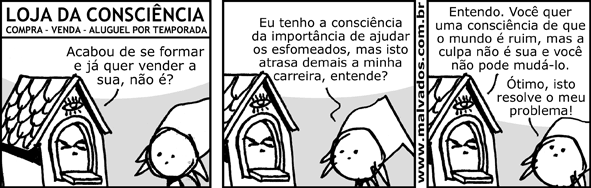 LOJA DA CONSCIÊNCIA
COMPRA - VENDA - ALUGUEL POR TEMPORADA
Acabou de se formar
e já quer vender a
sua, não é?
Eu tenho a consciência
da importância de ajudar
os esfomeados, mas isto
atrasa demais a minha
carreira, entende?
www.malvados.com.br
Entendo. Você quer
uma consciência de que
o mundo é ruim, mas a
culpa não é sua e você
não pode mudá-lo.
Ótimo, isto
resolve o meu
problema!